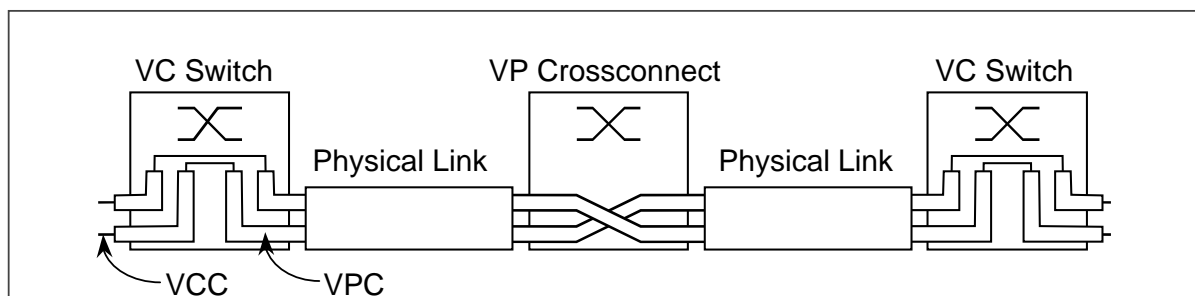 VC Switch VP Crossconnect VC Switch
Physical Link Physical Link
VCC VPC